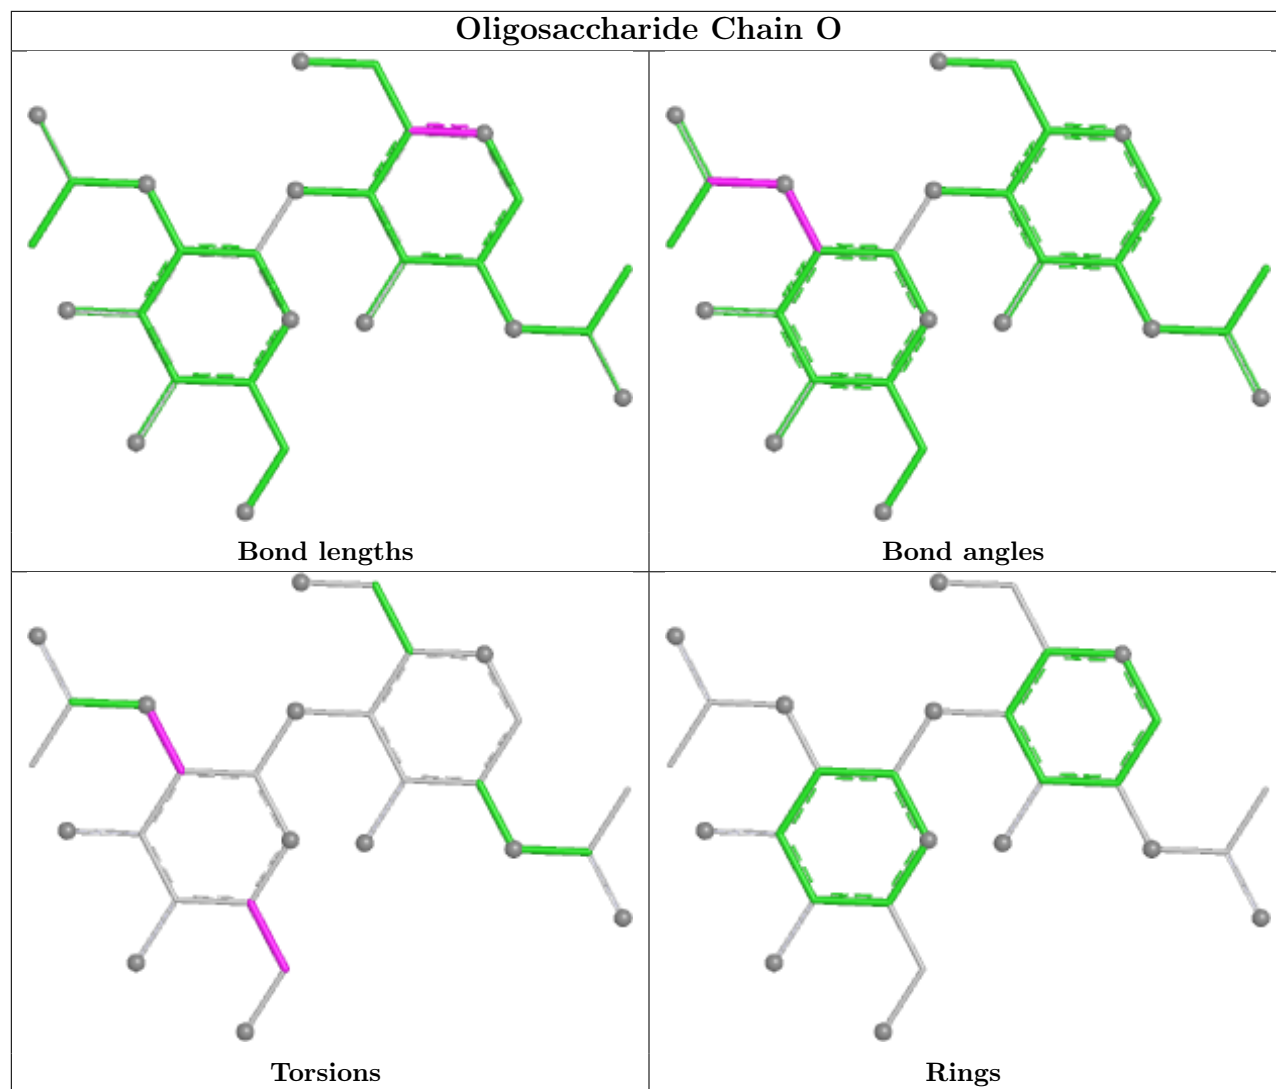 Oligosaccharide Chain O
Bond lengths
Bond angles
Torsions
Rings